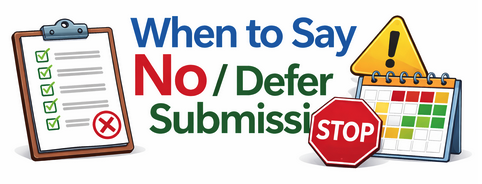 When to Say
No / Defer
Submissi
STOP